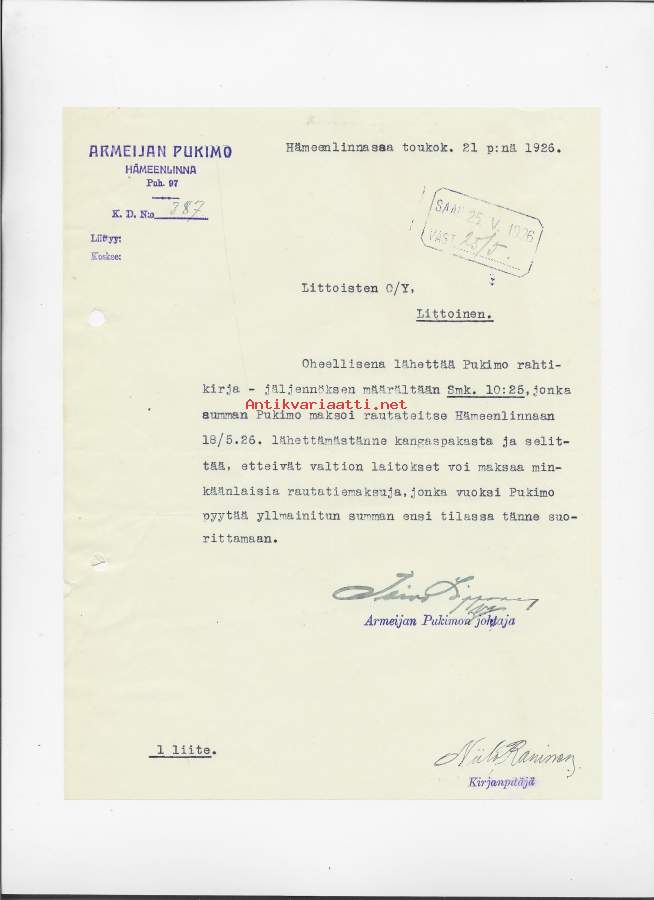 ARMEIJAN PUKIMO
HÄMEENLINNA
Puh. 97
K. D. N:o 387
Liittyy:
Koskee:
Hämeenlinnassa toukok. 21 p:nä 1926.
SAAP 25. V. 1926
VAST. 25/5.
Littoisten O/Y,
Littoinen.
Oheellisena lähettää Pukimo rahti-
kirja - jäljennöksen määrältään Smk. 10:25, jonka
Antikvariaatti.net
summan Pukimo maksoi rautateitse Hämeenlinnaan
18/5.26. lähettämästänne kangaspakasta ja selit-
tää, etteivät valtion laitokset voi maksaa min-
käänlaisia rautatiemaksuja, jonka vuoksi Pukimo
pyytää yllmainitun summan ensi tilassa tänne suo-
rittamaan.
Armeijan Pukimon johtaja
1 liite.
Niilo
Kirjanpitäjä